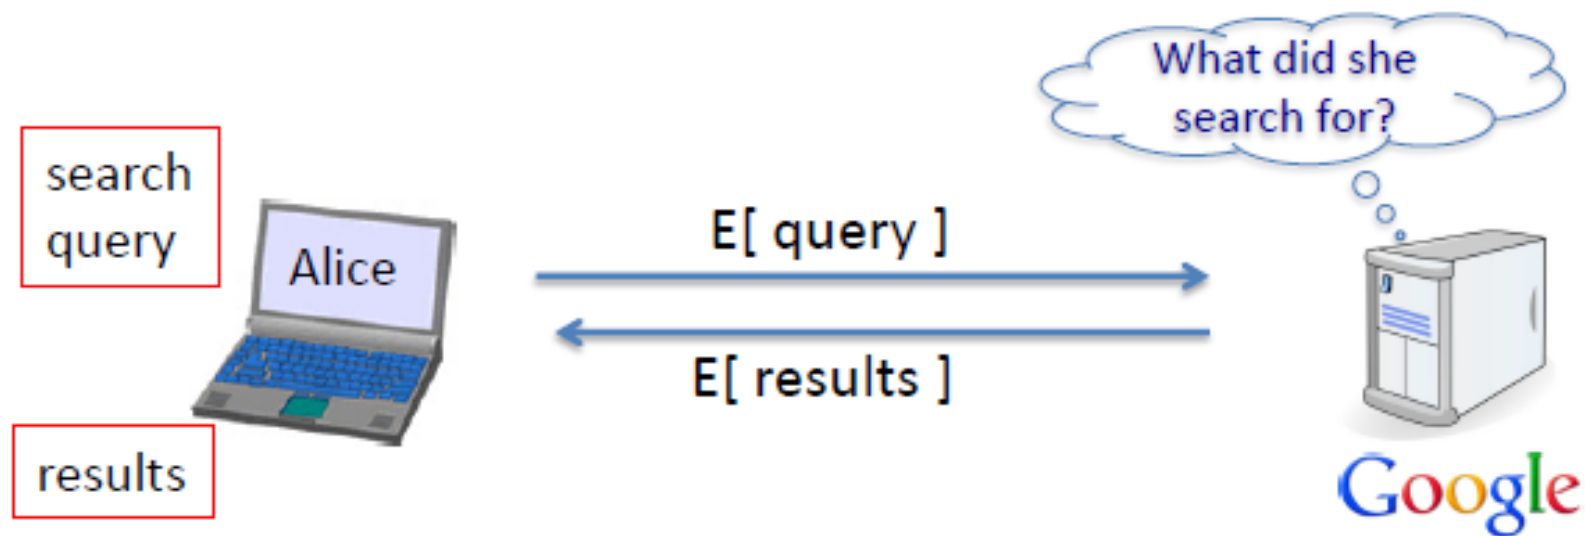 What did she
search for?
search
query
Alice
E[ query ]
E[ results ]
results
Google